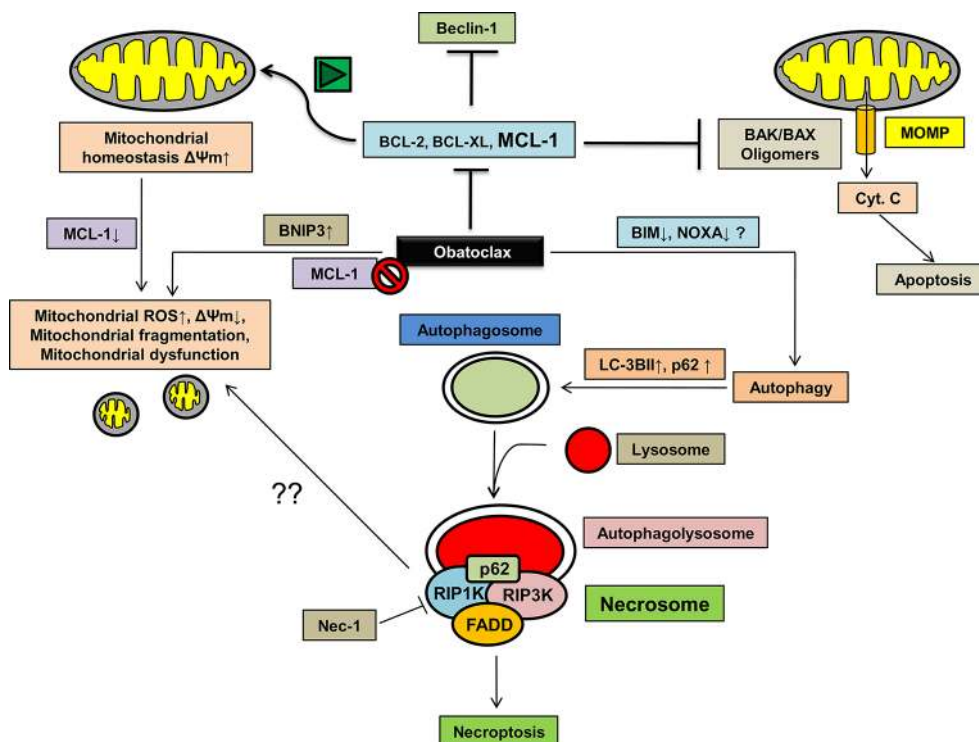 Beclin-1
BCL-2, BCL-XL, MCL-1
BAK/BAX
Oligomers
MOMP
Mitochondrial
homeostasis ΔΨm↑
Cyt. C
Apoptosis
MCL-1↓
BNIP3↑
BIM↓, NOXA↓ ?
Obatoclax
MCL-1
Mitochondrial ROS↑, ΔΨm↓,
Mitochondrial fragmentation,
Mitochondrial dysfunction
Autophagosome
LC-3BII↑, p62 ↑
Autophagy
Lysosome
??
Autophagolysosome
p62
RIP1K
RIP3K
Necrosome
Nec-1
FADD
Necroptosis